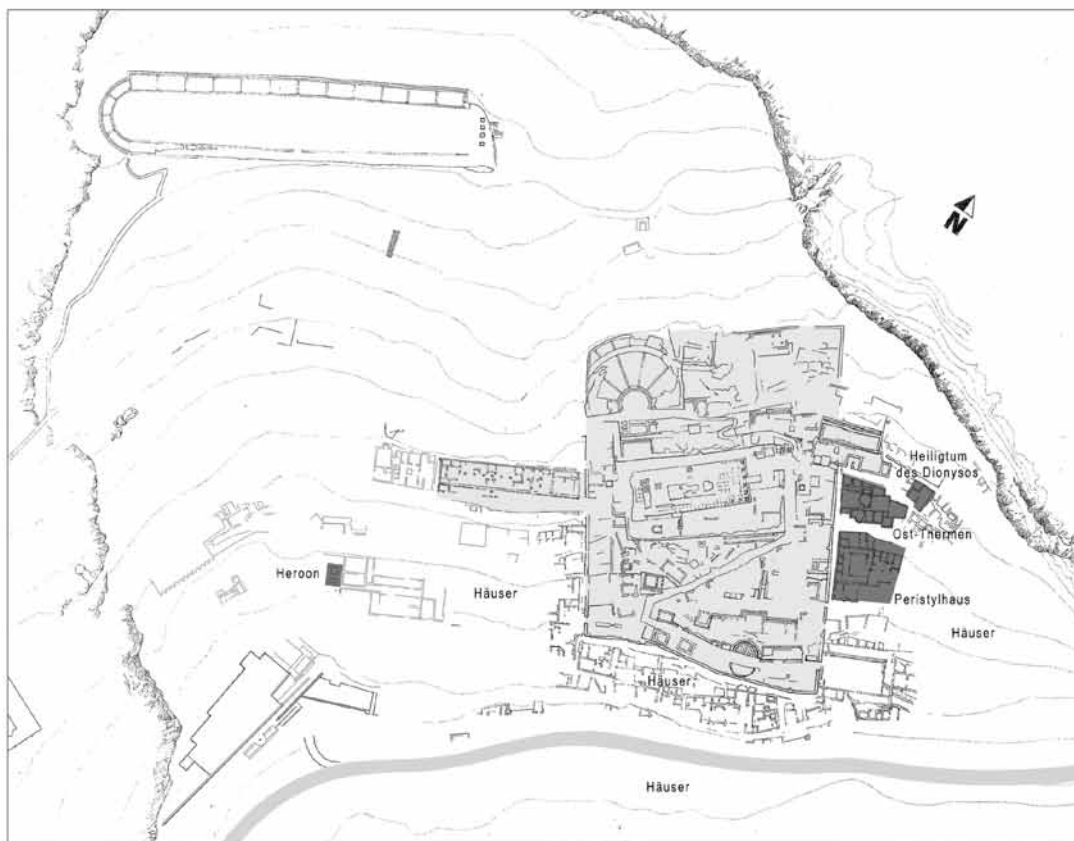 N
Heiligtum
des Dionysos
Ost-Thermen
Heroon
Häuser
Peristylhaus
Häuser
Häuser
Häuser